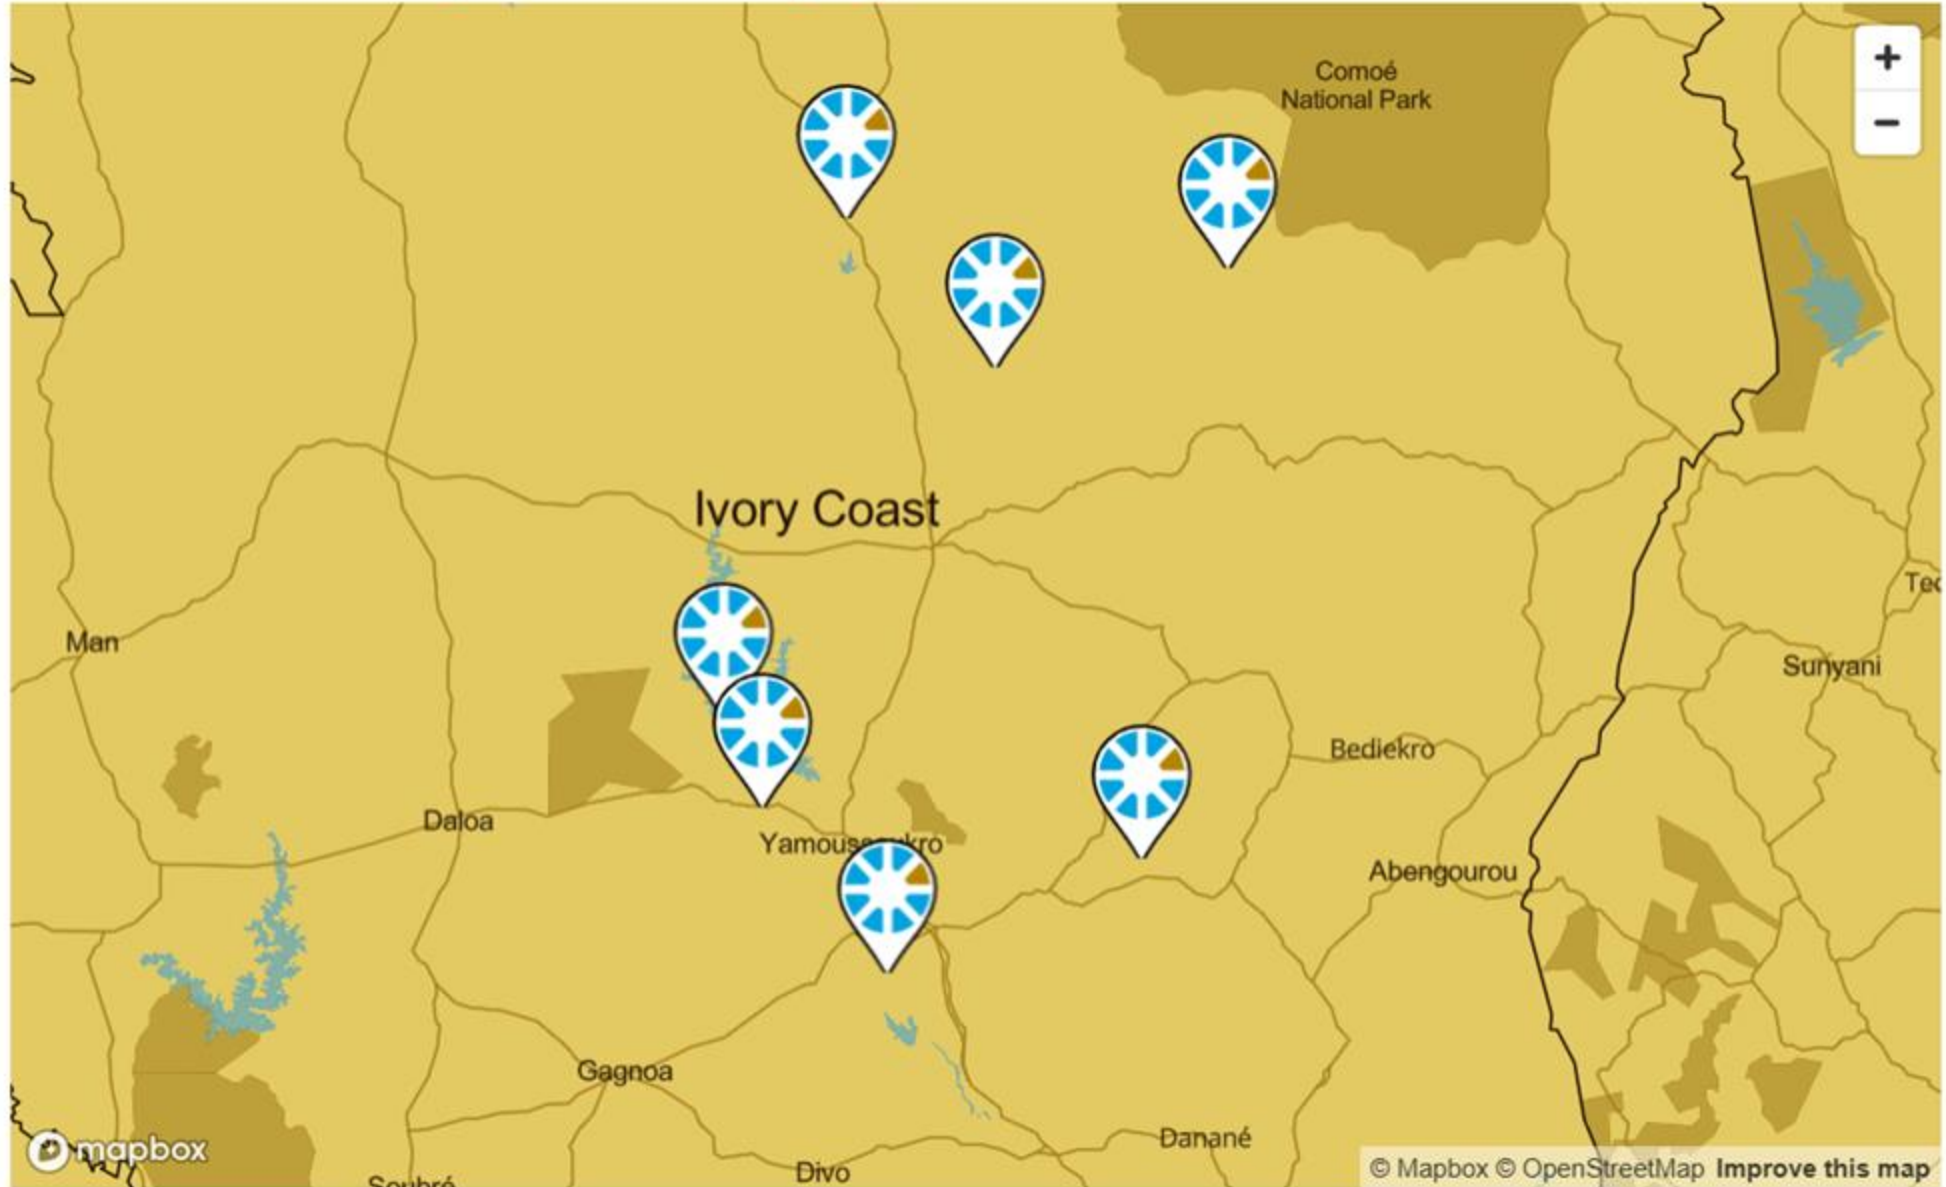 Comoé
National Park
+
−
Ivory Coast
Man
Sunyani
Bediekro
Daloa
Yamoussoukro
Abengourou
Gagnoa
Danané
Divo
mapbox
© Mapbox © OpenStreetMap Improve this map